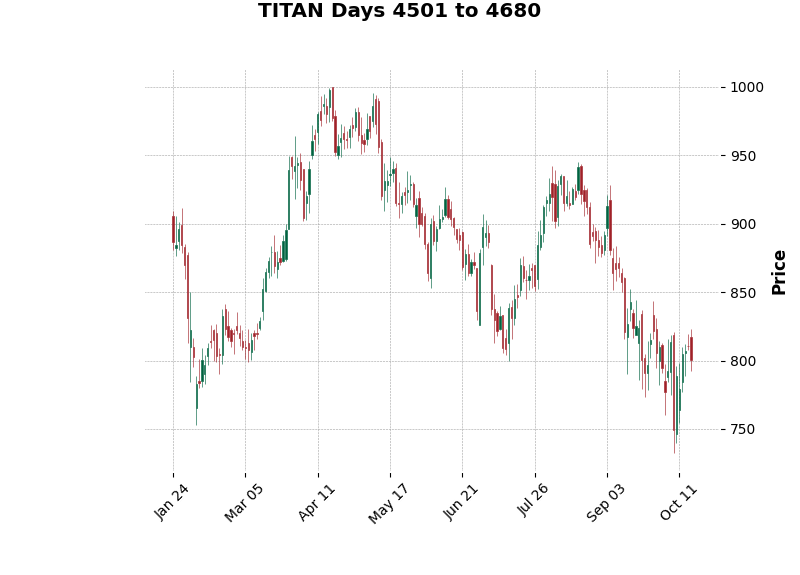 TITAN Days 4501 to 4680
1000
950
900
850
800
750
Price
Jan 24
Mar 05
Apr 11
May 17
Jun 21
Jul 26
Sep 03
Oct 11